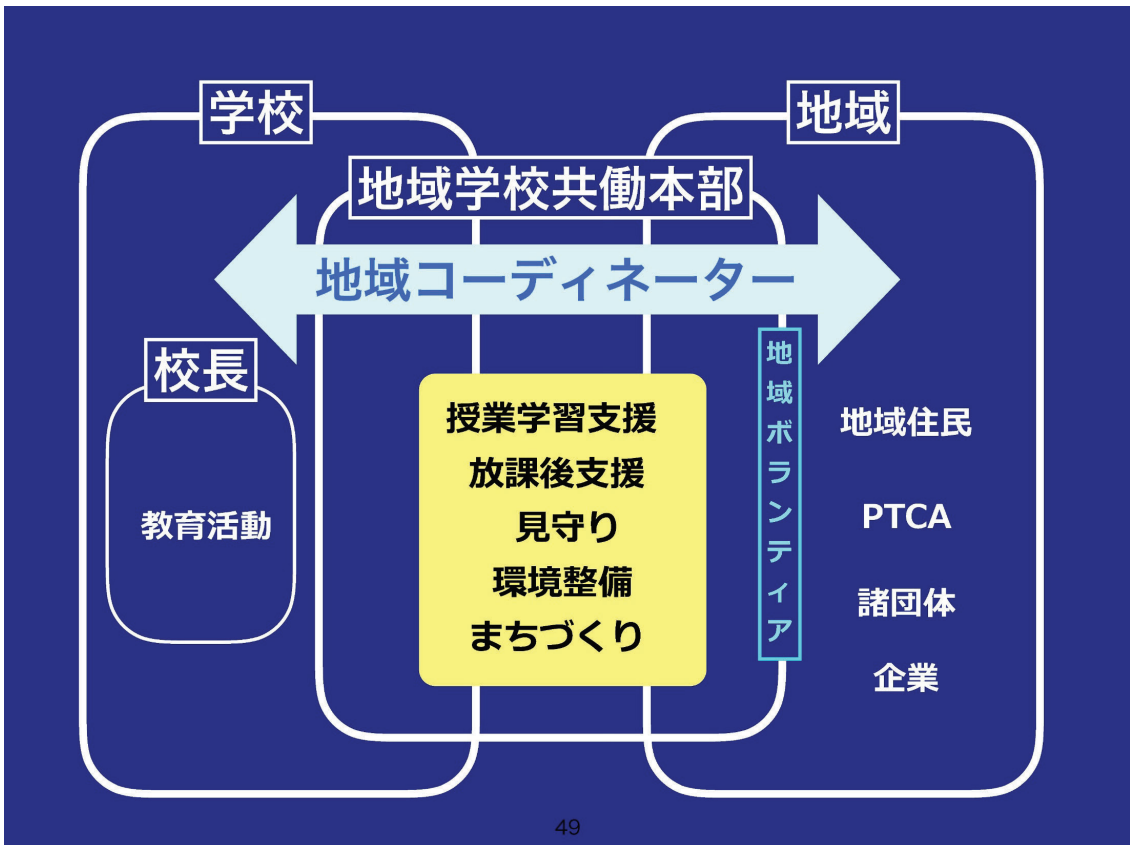 学校
地域
地域学校共働本部
地域コーディネーター
校長
教育活動
授業学習支援
放課後支援
見守り
環境整備
まちづくり
地域ボランティア
地域住民
PTCA
諸団体
企業
49